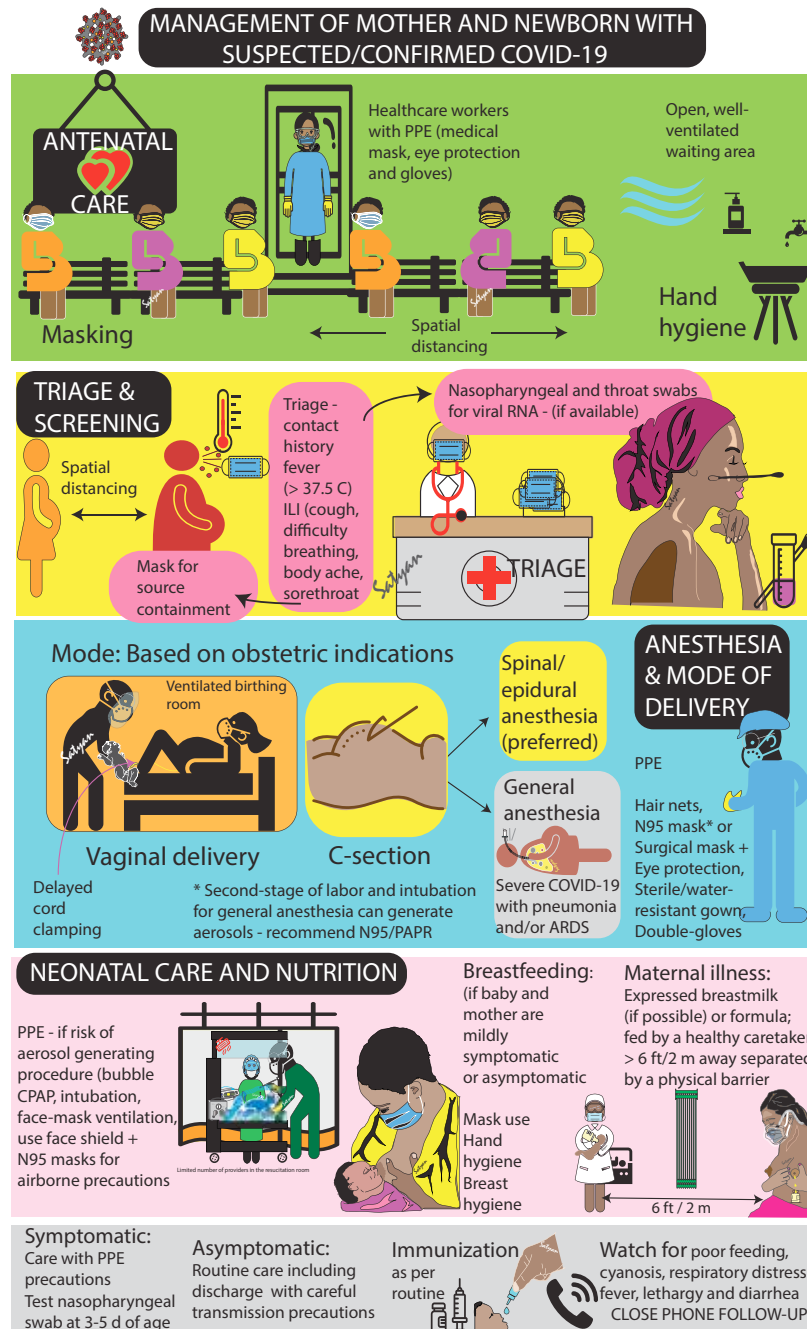 MANAGEMENT OF MOTHER AND NEWBORN WITH
SUSPECTED/CONFIRMED COVID-19
ANTENATAL
CARE
Healthcare workers
with PPE (medical
mask, eye protection
and gloves)
Open, well-
ventilated
waiting area
Satyan
Satyan
Masking
Spatial
distancing
Hand
hygiene
TRIAGE &
SCREENING
Spatial
distancing
Mask for
source
containment
Triage -
contact
history
fever
(> 37.5 C)
ILI (cough,
difficulty
breathing,
body ache,
sorethroat
Nasopharyngeal and throat swabs
for viral RNA - (if available)
Satyan
TRIAGE
Satyan
Mode: Based on obstetric indications
Ventilated birthing
room
Satyan
Vaginal delivery
C-section
Delayed
cord
clamping
* Second-stage of labor and intubation
for general anesthesia can generate
aerosols - recommend N95/PAPR
Spinal/
epidural
anesthesia
(preferred)
General
anesthesia
Severe COVID-19
with pneumonia
and/or ARDS
ANESTHESIA
& MODE OF
DELIVERY
PPE
Hair nets,
N95 mask* or
Surgical mask +
Eye protection,
Sterile/water-
resistant gown,
Double-gloves
NEONATAL CARE AND NUTRITION
PPE - if risk of
aerosol generating
procedure (bubble
CPAP, intubation,
face-mask ventilation,
use face shield +
N95 masks for
airborne precautions
Satyan
Limited number of providers in the resucitation room
Satyan
Breastfeeding:
(if baby and
mother are
mildly
symptomatic
or asymptomatic
Mask use
Hand
hygiene
Breast
hygiene
Maternal illness:
Expressed breastmilk
(if possible) or formula;
fed by a healthy caretake
> 6 ft/2 m away separated
by a physical barrier
6 ft / 2 m
Symptomatic:
Care with PPE
precautions
Test nasopharyngeal
swab at 3-5 d of age
Asymptomatic:
Routine care including
discharge with careful
transmission precautions
Immunization
as per
routine
Satyan
Watch for poor feeding,
cyanosis, respiratory distress
fever, lethargy and diarrhea
CLOSE PHONE FOLLOW-UP